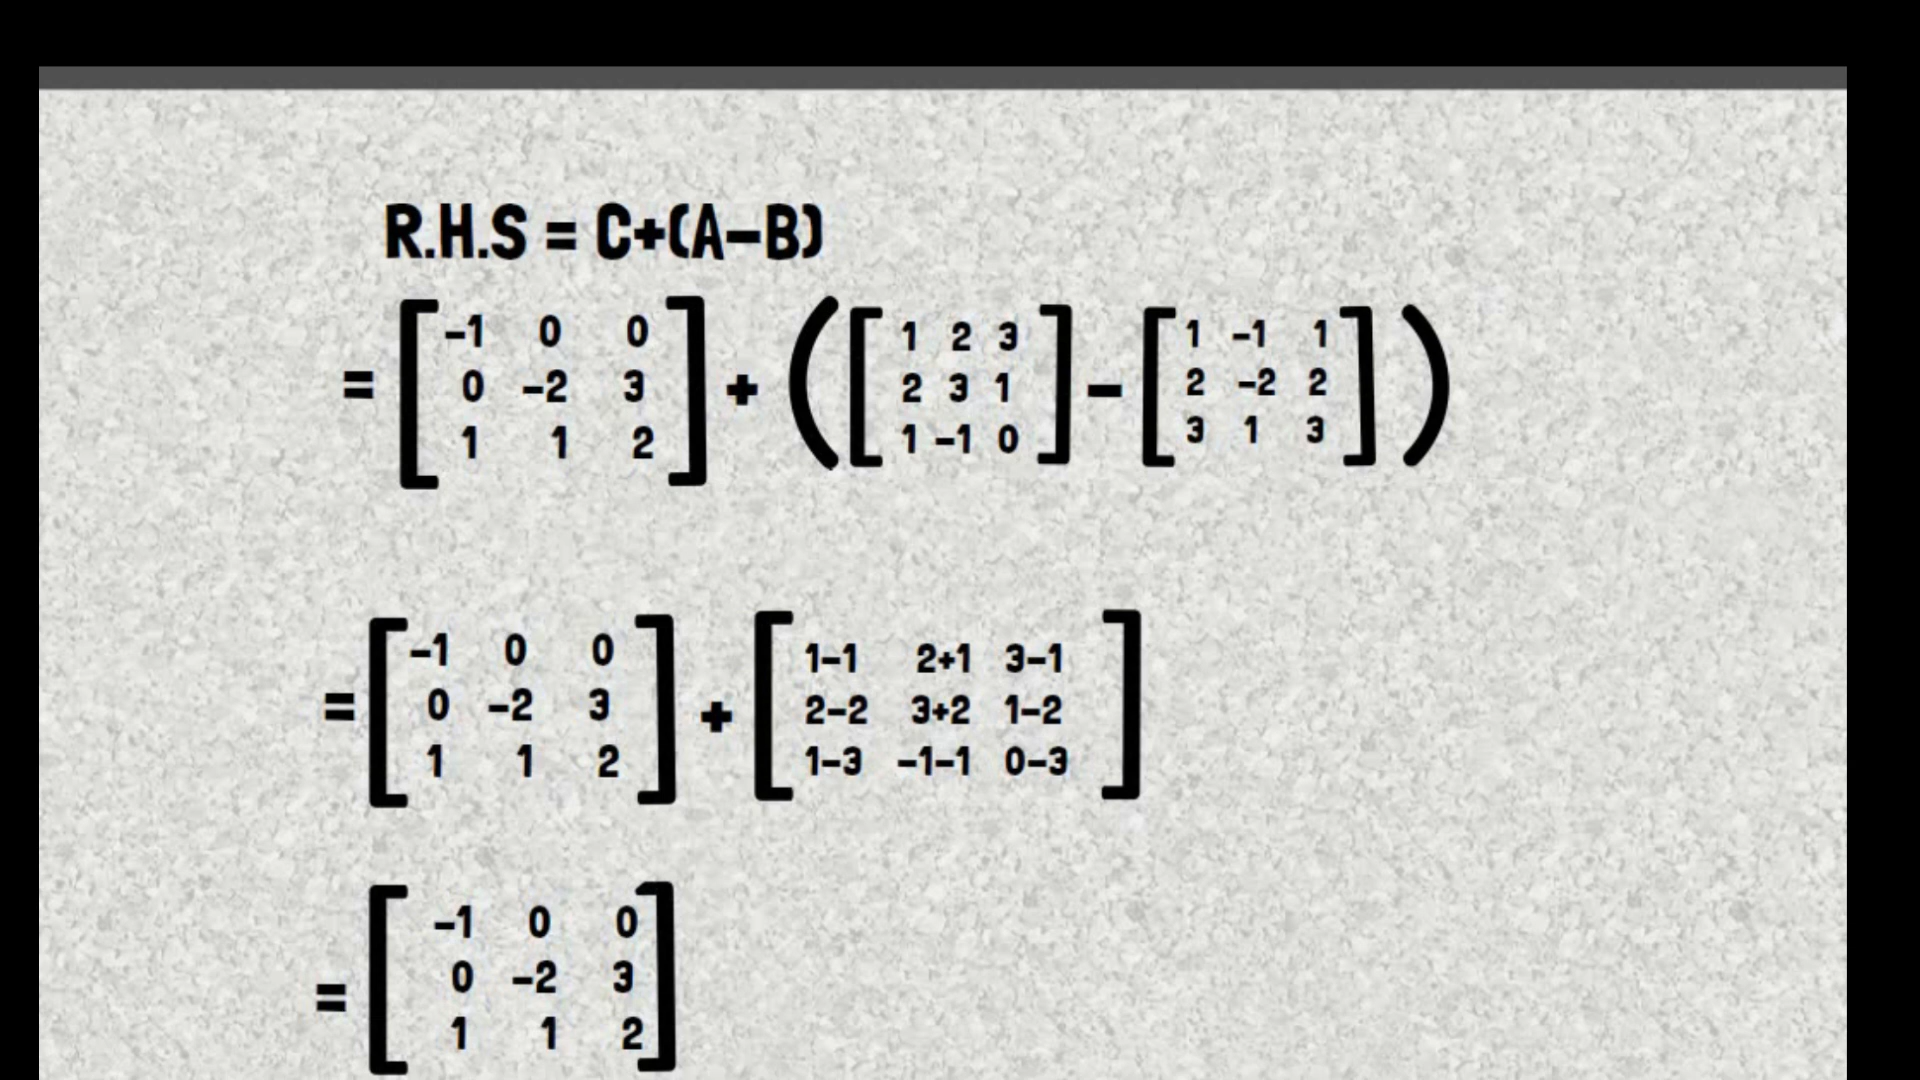 R.H.S = C+(A–B)
= [ –1 0 0 ] + ( [ 1 2 3 ] – [ 1 –1 1 ] )
0 –2 3 2 3 1 2 –2 2
1 1 2 1 –1 0 3 1 3
= [ –1 0 0 ] + [ 1–1 2+1 3–1 ]
0 –2 3 2–2 3+2 1–2
1 1 2 1–3 –1–1 0–3
= [ –1 0 0 ]
0 –2 3
1 1 2